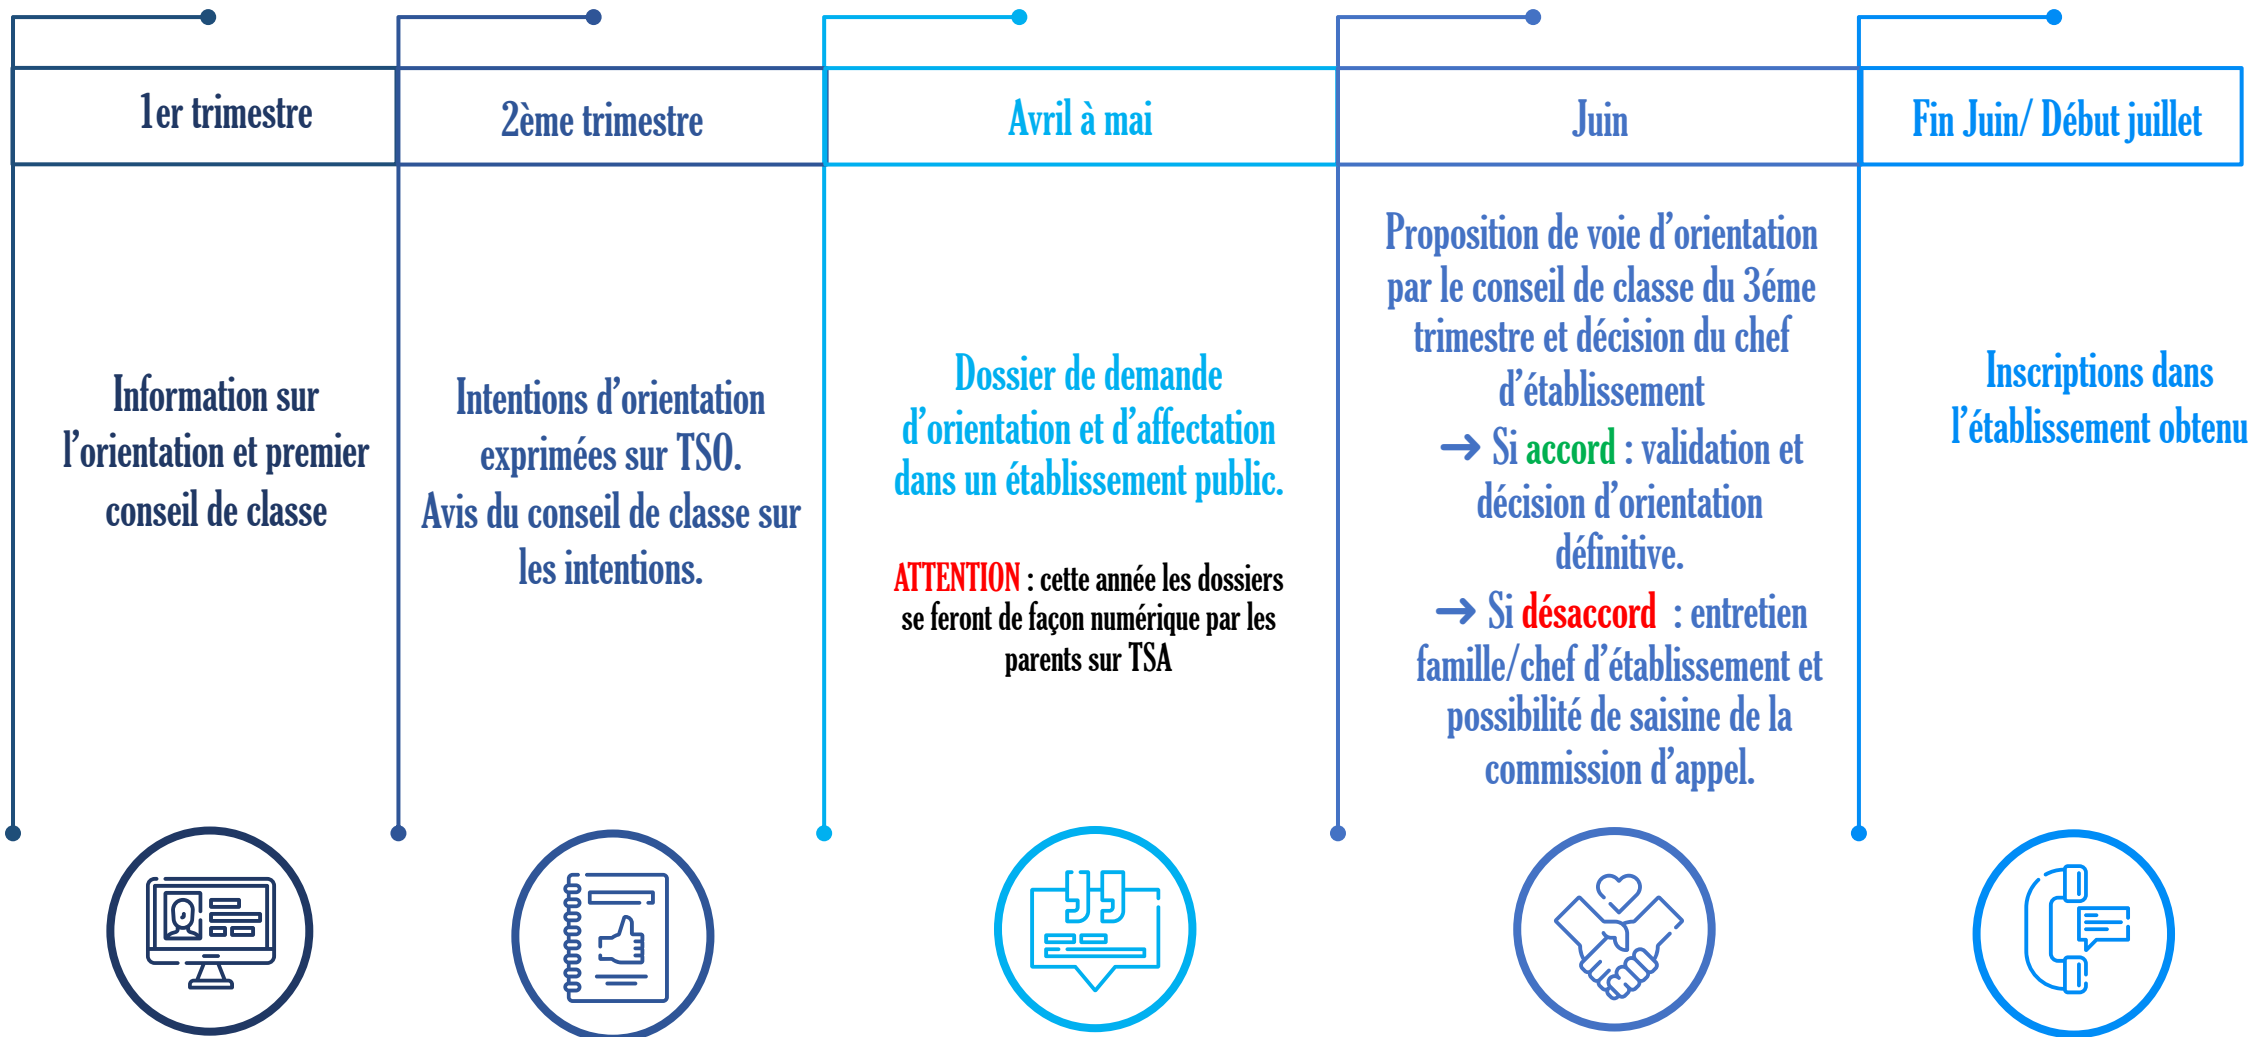 1er trimestre
2ème trimestre
Avril à mai
Juin
Fin Juin/ Début juillet
Information sur
l’orientation et premier
conseil de classe
Intentions d’orientation
exprimées sur TSO.
Avis du conseil de classe sur
les intentions.
Dossier de demande
d’orientation et d’affectation
dans un établissement public.
ATTENTION : cette année les dossiers
se feront de façon numérique par les
parents sur TSA
Proposition de voie d’orientation
par le conseil de classe du 3éme
trimestre et décision du chef
d’établissement
→ Si accord : validation et
décision d’orientation
définitive.
→ Si désaccord : entretien
famille/chef d’établissement et
possibilité de saisine de la
commission d’appel.
Inscriptions dans
l’établissement obtenu